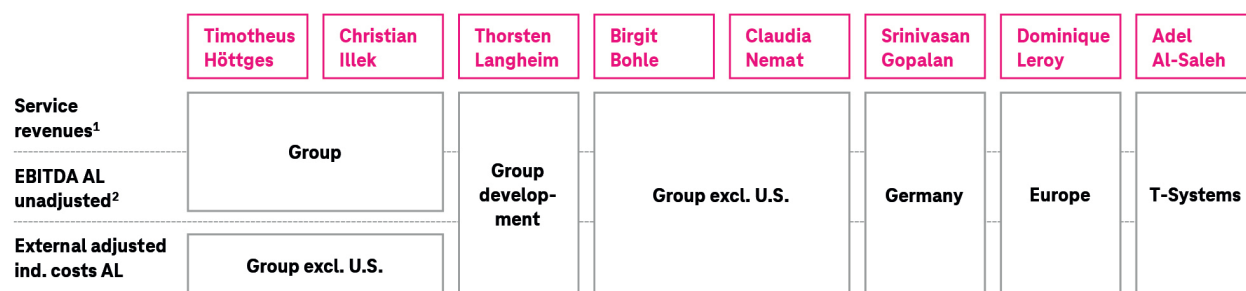 Timotheus
Höttges
Christian
Illek
Thorsten
Langheim
Birgit
Bohle
Claudia
Nemat
Srinivasan
Gopalan
Dominique
Leroy
Adel
Al-Saleh
Service
revenues¹
Group
EBITDA AL
unadjusted²
Group
develop-
ment
Group excl. U.S.
Germany
Europe
T-Systems
External adjusted
ind. costs AL
Group excl. U.S.